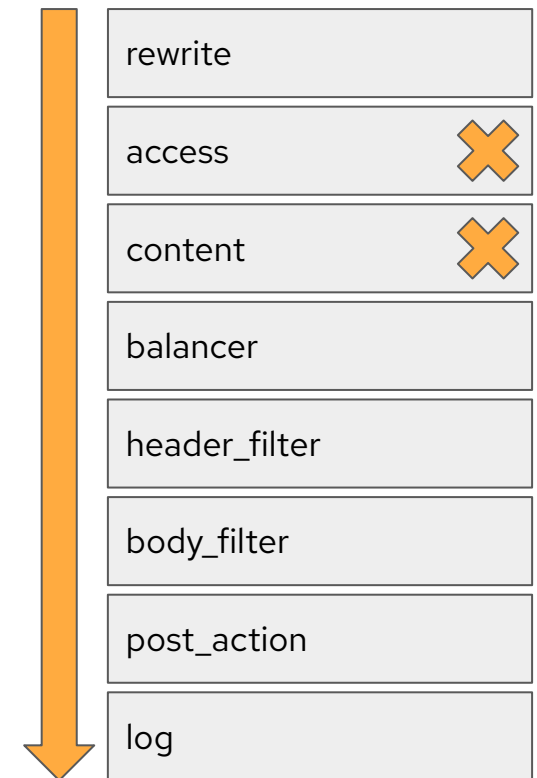 rewrite
access
content
balancer
header_filter
body_filter
post_action
log